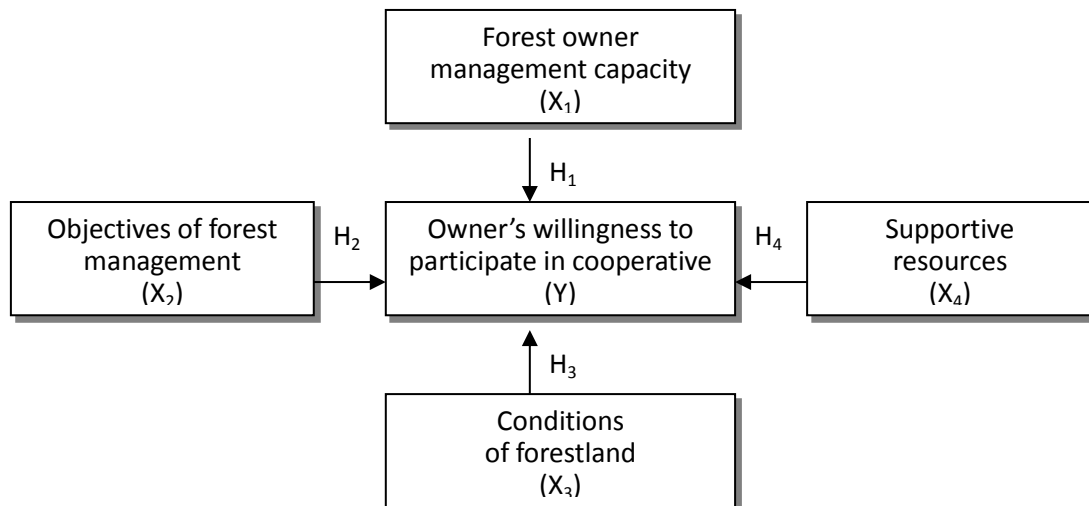 Forest owner
management capacity
(X₁)
H₁
Objectives of forest
management
(X₂)
H₂
Owner’s willingness to
participate in cooperative
(Y)
H₄
Supportive
resources
(X₄)
H₃
Conditions
of forestland
(X₃)